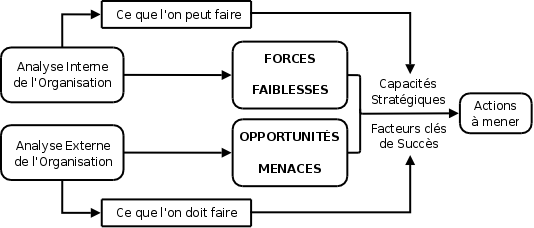 Ce que l'on peut faire
Analyse Interne
de l'Organisation
FORCES
FAIBLESSES
Capacités
Stratégiques
Actions
à mener
Facteurs clés
de Succès
Analyse Externe
de l'Organisation
OPPORTUNITÉS
MENACES
Ce que l'on doit faire